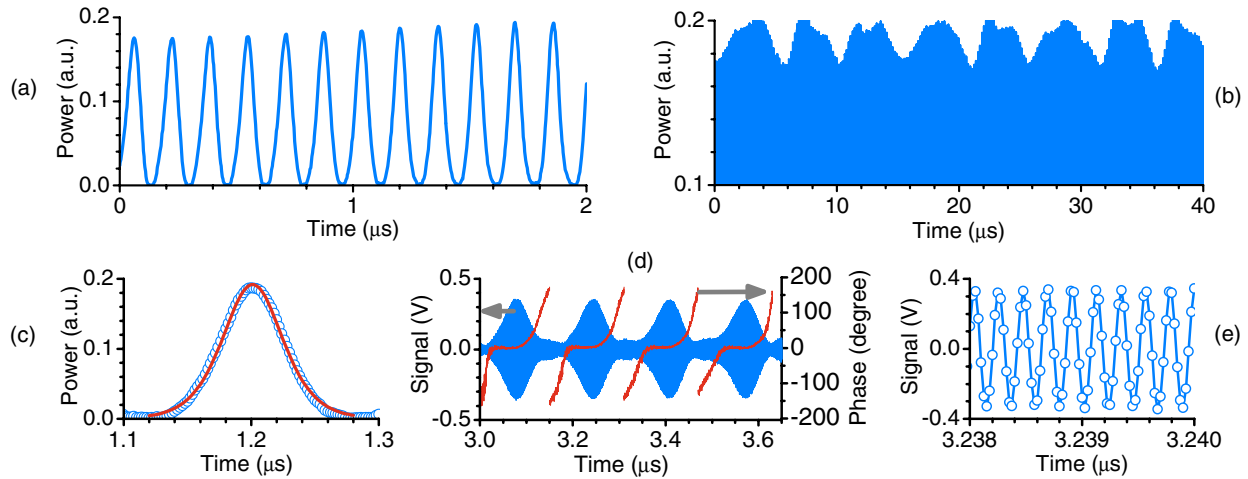 (a)
Power (a.u.)
0.2
0.1
0.0
0 1 2
Time (µs)
(b)
Power (a.u.)
0.2
0.1
0 10 20 30 40
Time (µs)
(c)
Power (a.u.)
0.2
0.1
0.0
1.1 1.2 1.3
Time (µs)
(d)
Signal (V)
0.5
0.0
-0.5
3.0 3.2 3.4 3.6
Time (µs)
200
100
0
-100
-200
Phase (degree)
(e)
Signal (V)
0.4
0.0
-0.4
3.238 3.239 3.240
Time (µs)